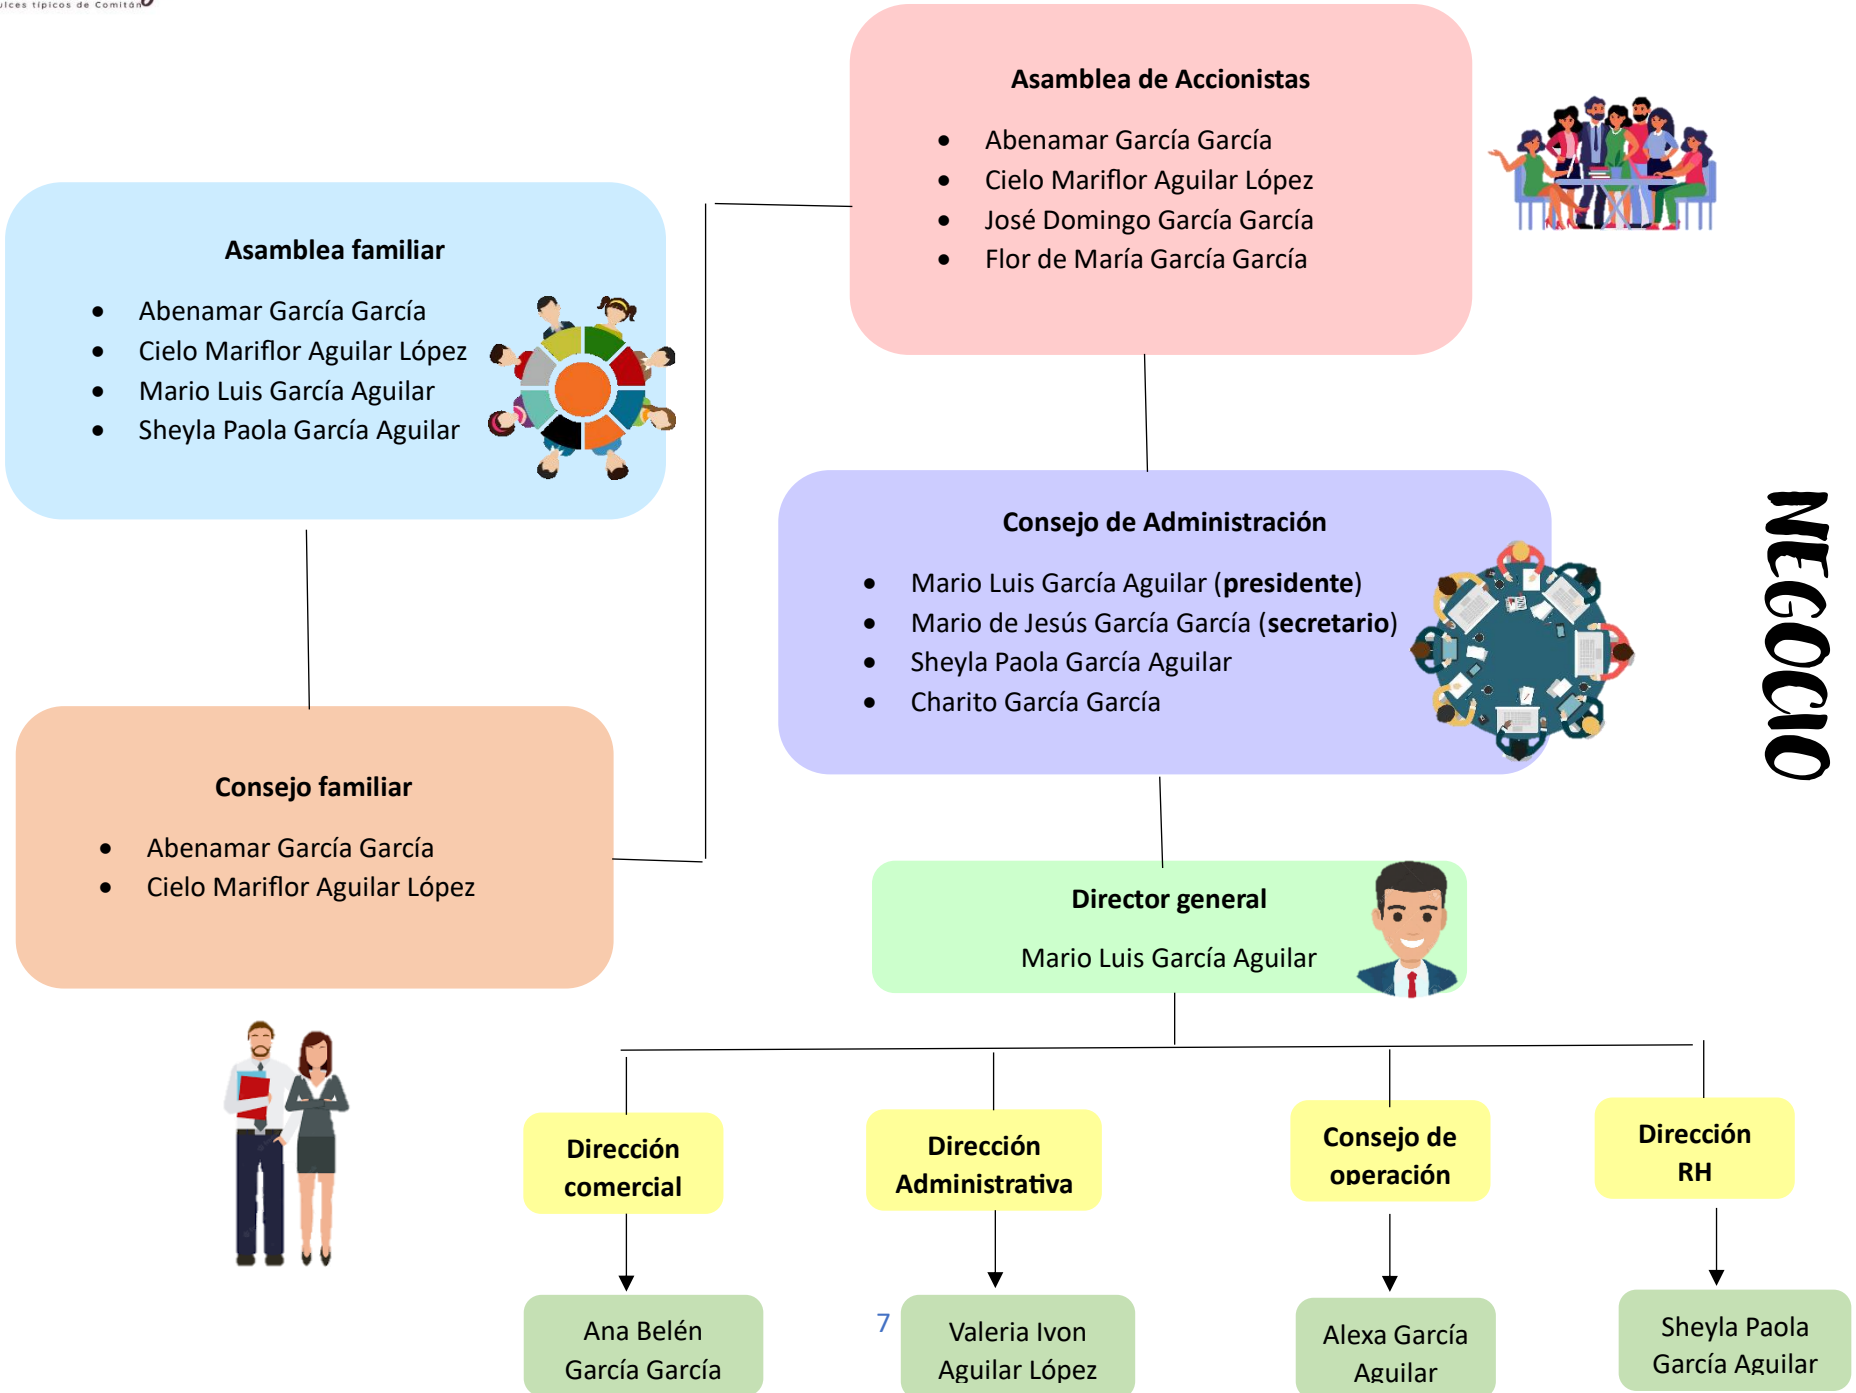 ulces típicos de Comitán
Asamblea de Accionistas
• Abenamar García García
• Cielo Mariflor Aguilar López
• José Domingo García García
• Flor de María García García
Asamblea familiar
• Abenamar García García
• Cielo Mariflor Aguilar López
• Mario Luis García Aguilar
• Sheyla Paola García Aguilar
Consejo de Administración
• Mario Luis García Aguilar (presidente)
• Mario de Jesús García García (secretario)
• Sheyla Paola García Aguilar
• Charito García García
NEGOCIO
Consejo familiar
• Abenamar García García
• Cielo Mariflor Aguilar López
Director general
Mario Luis García Aguilar
Dirección
comercial
Dirección
Administrativa
Consejo de
operación
Dirección
RH
Ana Belén
García García
7
Valeria Ivon
Aguilar López
Alexa García
Aguilar
Sheyla Paola
García Aguilar